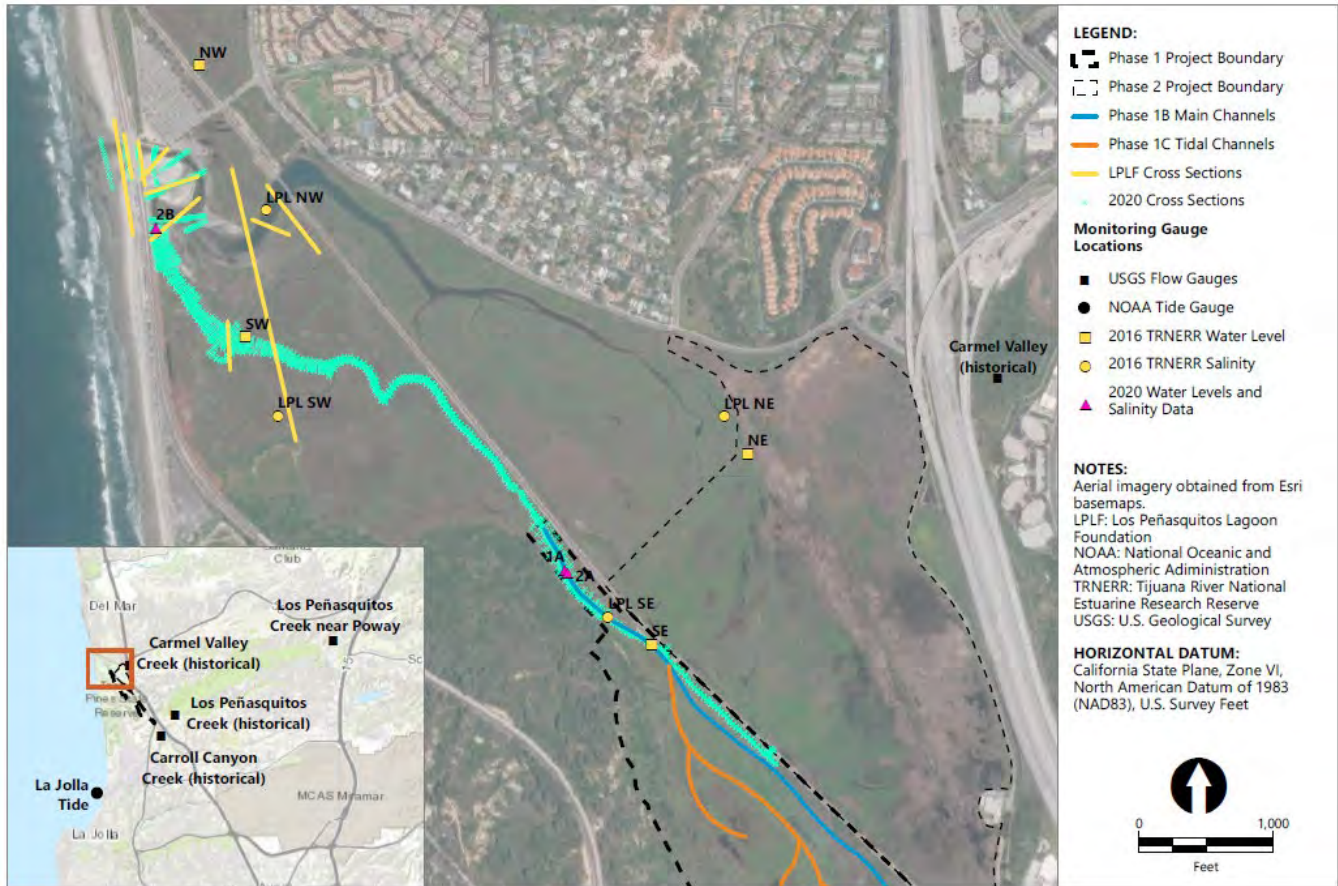 NW
2B
LPL NW
SW
LPL SW
Carmel Valley
(historical)
LPL NE
NE
1A
2A
LPL SE
SE
Club
Del Mar
Los Peñasquitos
Creek near Poway
Carmel Valley
Creek (historical)
15
Reserve
Los Peñasquitos
Creek (historical)
Carroll Canyon
Creek (historical)
La Jolla
Tide
MCAS Miramar
La Jolla
LEGEND:
Phase 1 Project Boundary
Phase 2 Project Boundary
Phase 1B Main Channels
Phase 1C Tidal Channels
LPLF Cross Sections
2020 Cross Sections
Monitoring Gauge
Locations
USGS Flow Gauges
NOAA Tide Gauge
2016 TRNERR Water Level
2016 TRNERR Salinity
2020 Water Levels and
Salinity Data
NOTES:
Aerial imagery obtained from Esri
basemaps.
LPLF: Los Peñasquitos Lagoon
Foundation
NOAA: National Oceanic and
Atmospheric Adiministration
TRNERR: Tijuana River National
Estuarine Research Reserve
USGS: U.S. Geological Survey
HORIZONTAL DATUM:
California State Plane, Zone VI,
North American Datum of 1983
(NAD83), U.S. Survey Feet
0 1,000
Feet